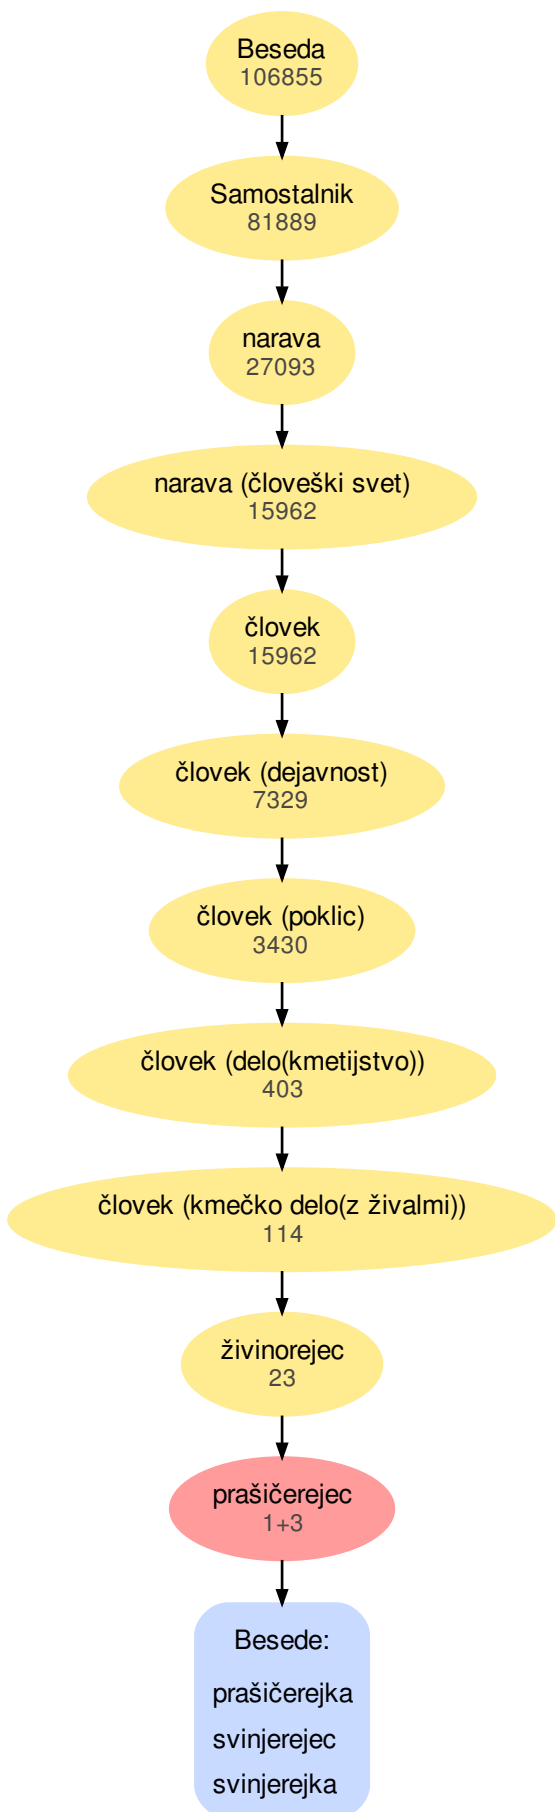 Beseda
106855
Samostalnik
81889
narava
27093
narava (človeški svet)
15962
človek
15962
človek (dejavnost)
7329
človek (poklic)
3430
človek (delo(kmetijstvo))
403
človek (kmečko delo(z živalmi))
114
živinorejec
23
prašičerejec
1+3
Besede:
prašičerejka
svinjerejec
svinjerejka